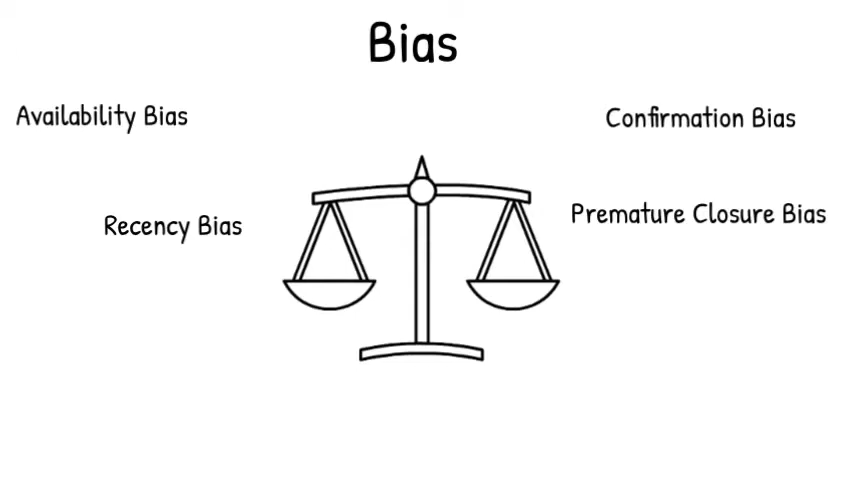 Bias
Availability Bias
Confirmation Bias
Recency Bias
Premature Closure Bias